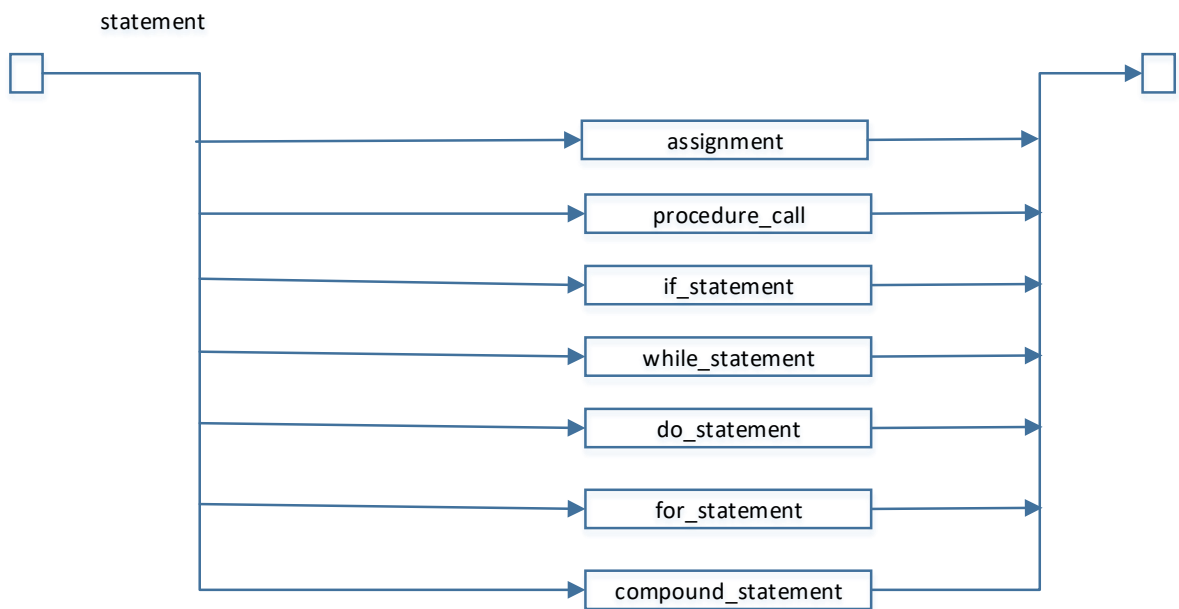 statement
assignment
procedure_call
if_statement
while_statement
do_statement
for_statement
compound_statement